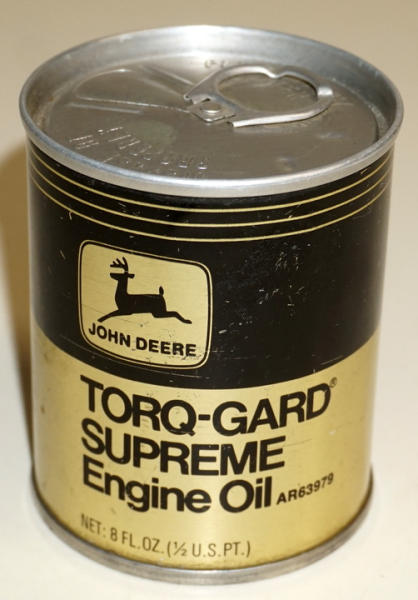 JOHN DEERE
TORQ-GARD®
SUPREME
Engine Oil AR63979
NET: 8 FL. OZ. (½ U.S. PT.)